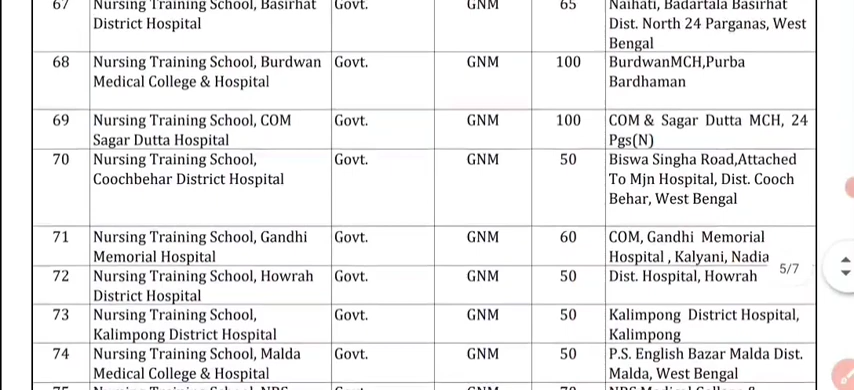 67 Nursing Training School, Basirhat Govt. GNM 65 Naihati, Badartala Basirhat
District Hospital Dist. North 24 Parganas, West
Bengal
68 Nursing Training School, Burdwan Govt. GNM 100 BurdwanMCH,Purba
Medical College & Hospital Bardhaman
69 Nursing Training School, COM Govt. GNM 100 COM & Sagar Dutta MCH, 24
Sagar Dutta Hospital Pgs(N)
70 Nursing Training School, Govt. GNM 50 Biswa Singha Road,Attached
Coochbehar District Hospital To Mjn Hospital, Dist. Cooch
Behar, West Bengal
71 Nursing Training School, Gandhi Govt. GNM 60 COM, Gandhi Memorial
Memorial Hospital Hospital , Kalyani, Nadia
5/7
72 Nursing Training School, Howrah Govt. GNM 50 Dist. Hospital, Howrah
District Hospital
73 Nursing Training School, Govt. GNM 50 Kalimpong District Hospital,
Kalimpong District Hospital Kalimpong
74 Nursing Training School, Malda Govt. GNM 50 P.S. English Bazar Malda Dist.
Medical College & Hospital Malda, West Bengal